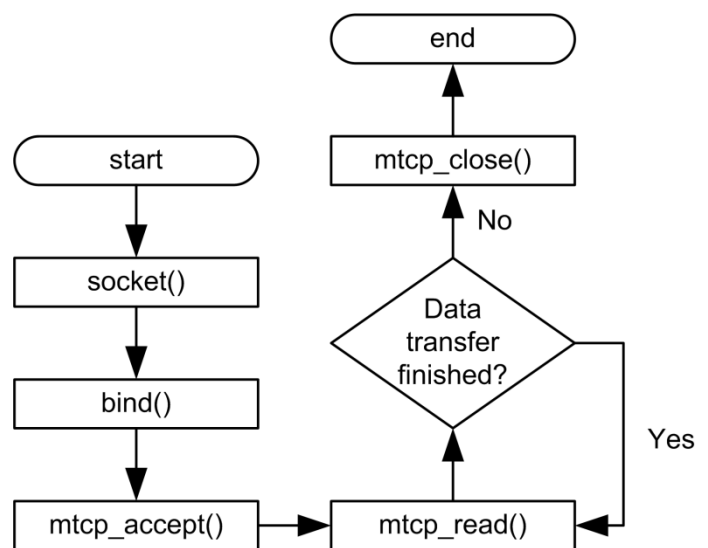 start
socket()
bind()
mtcp_accept()
mtcp_read()
Data
transfer
finished?
Yes
No
mtcp_close()
end